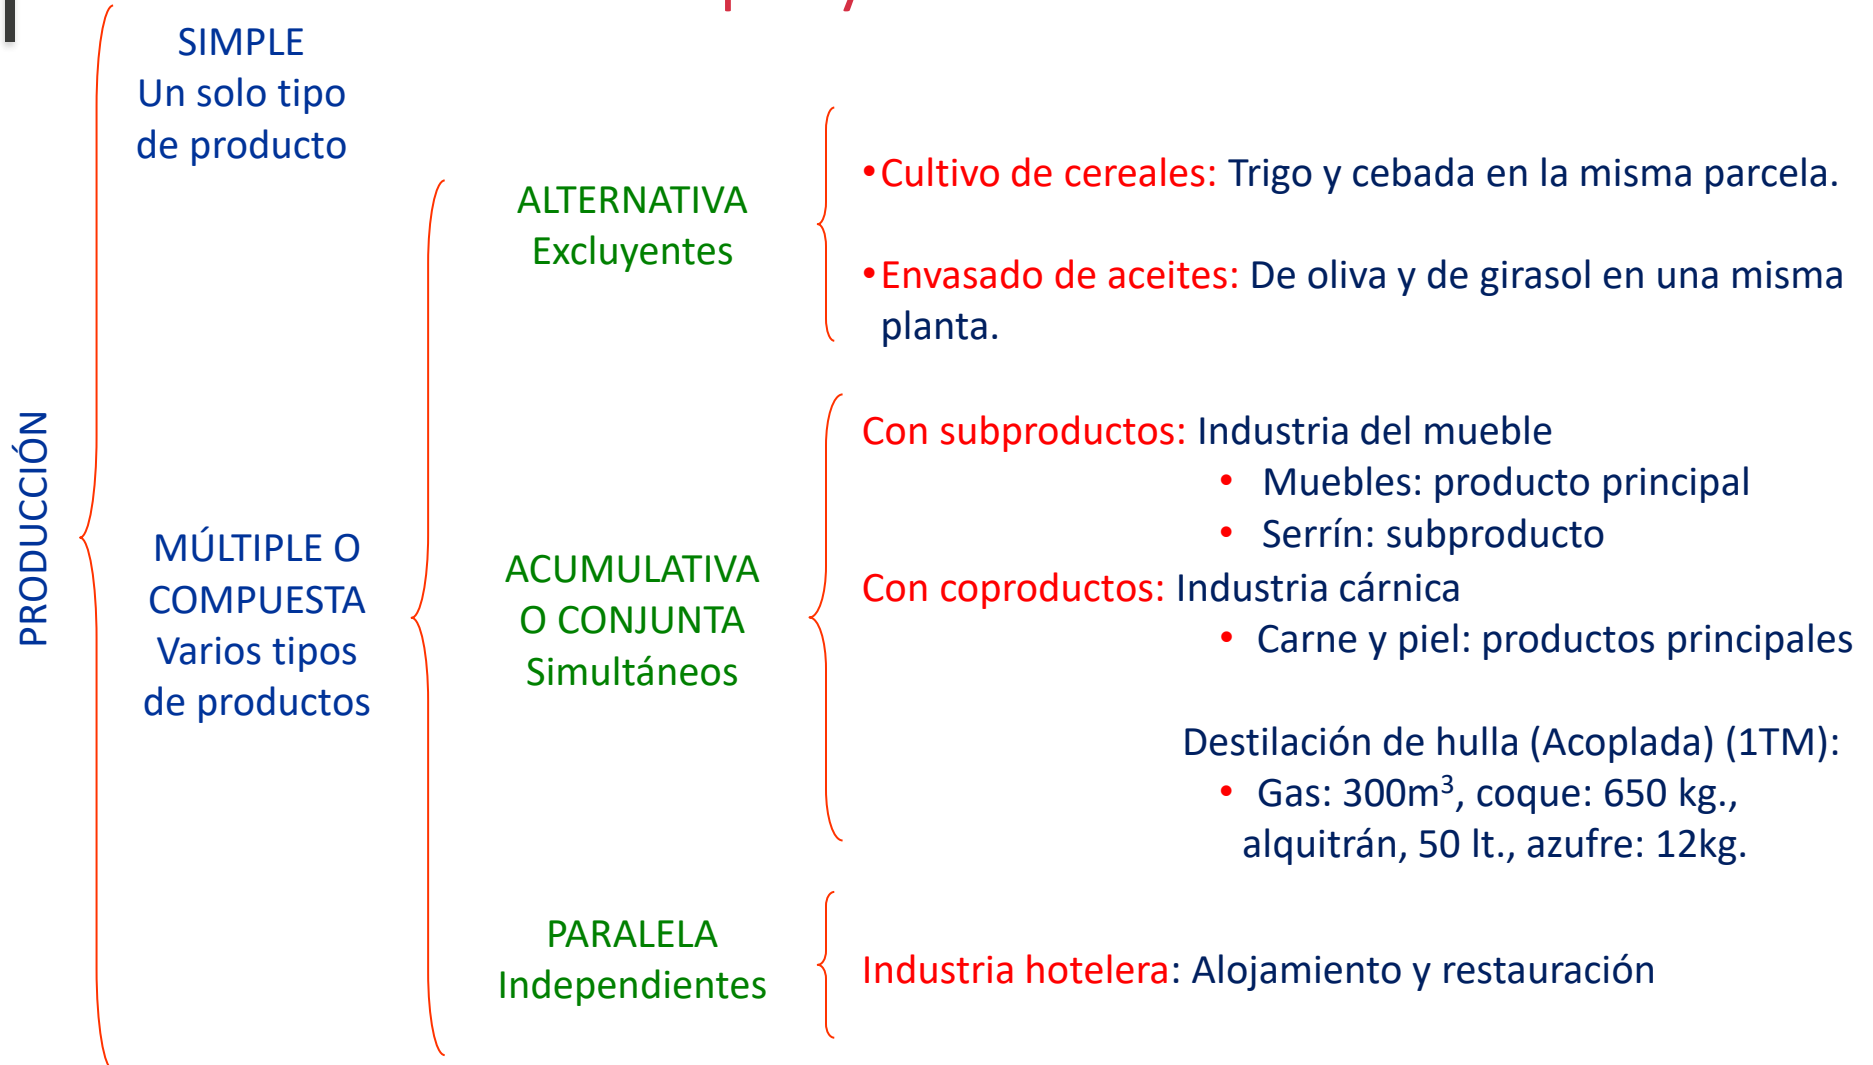 PRODUCCIÓN
SIMPLE
Un solo tipo
de producto
MÚLTIPLE O
COMPUESTA
Varios tipos
de productos
ALTERNATIVA
Excluyentes
•Cultivo de cereales: Trigo y cebada en la misma parcela.
•Envasado de aceites: De oliva y de girasol en una misma
planta.
ACUMULATIVA
O CONJUNTA
Simultáneos
Con subproductos: Industria del mueble
• Muebles: producto principal
• Serrín: subproducto
Con coproductos: Industria cárnica
• Carne y piel: productos principales
Destilación de hulla (Acoplada) (1TM):
• Gas: 300m³, coque: 650 kg.,
alquitrán, 50 lt., azufre: 12kg.
PARALELA
Independientes
Industria hotelera: Alojamiento y restauración